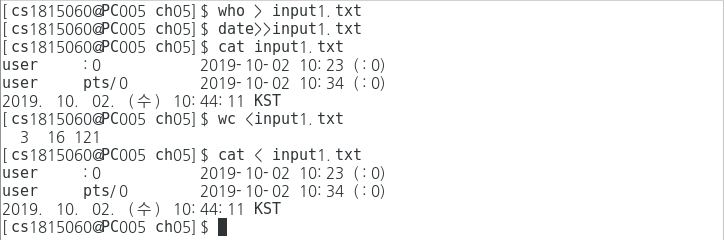 [cs1815060@PC005 ch05]$ who > input1.txt
[cs1815060@PC005 ch05]$ date>>input1.txt
[cs1815060@PC005 ch05]$ cat input1.txt
user     :0           2019-10-02 10:23 (:0)
user     pts/0        2019-10-02 10:34 (:0)
2019. 10. 02. (수) 10:44:11 KST
[cs1815060@PC005 ch05]$ wc <input1.txt
  3  16 121
[cs1815060@PC005 ch05]$ cat < input1.txt
user     :0           2019-10-02 10:23 (:0)
user     pts/0        2019-10-02 10:34 (:0)
2019. 10. 02. (수) 10:44:11 KST
[cs1815060@PC005 ch05]$